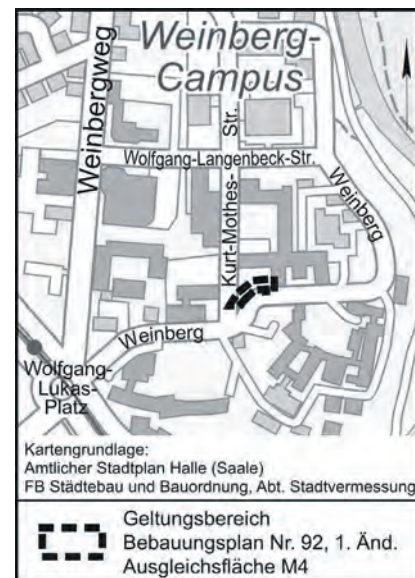 Weinberg-
Campus
Weinbergweg
Str.
Wolfgang-Langenbeck-Str.
Weinberg
Kurt-Mothes-
Weinberg
Wolfgang-
Lukas-
Platz
Kartengrundlage:
Amtlicher Stadtplan Halle (Saale)
FB Städtebau und Bauordnung, Abt. Stadtvermessung
Geltungsbereich
Bebauungsplan Nr. 92, 1. Änd.
Ausgleichsfläche M4